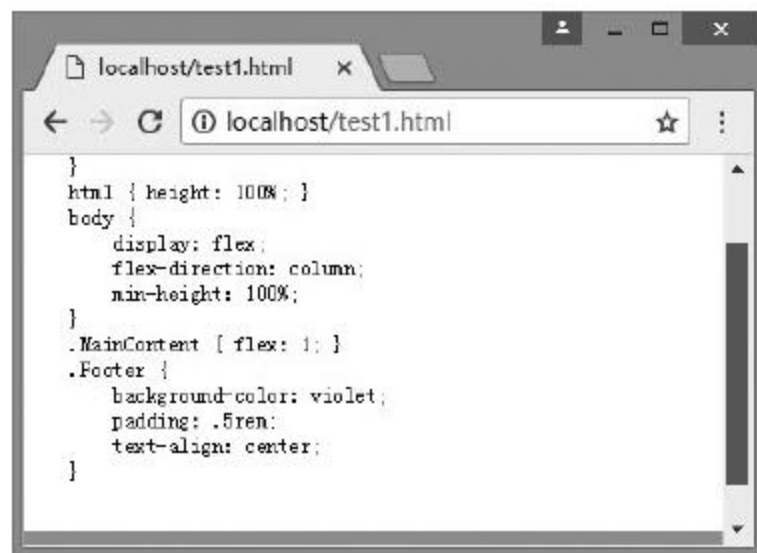 localhost/test1.html
localhost/test1.html
}
html { height: 100%; }
body {
    display: flex;
    flex-direction: column;
    min-height: 100%;
}
.MainContent { flex: 1; }
.Footer {
    background-color: violet;
    padding: .5rem;
    text-align: center;
}